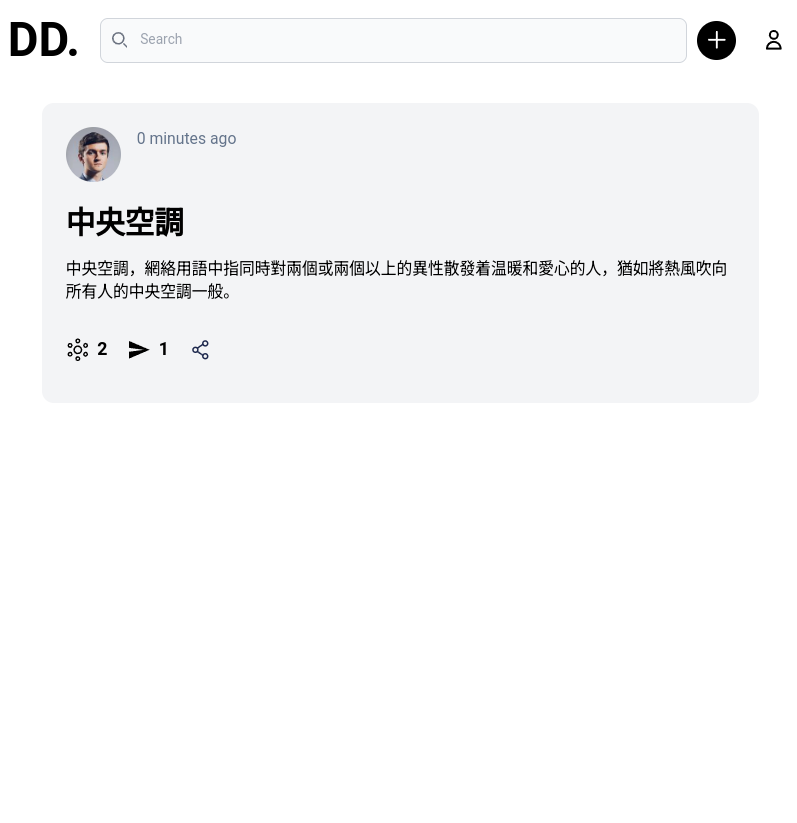 DD.
Search
0 minutes ago
中央空調
中央空調，網絡用語中指同時對兩個或兩個以上的異性散發着温暖和愛心的人，猶如將熱風吹向
所有人的中央空調一般。
2
1